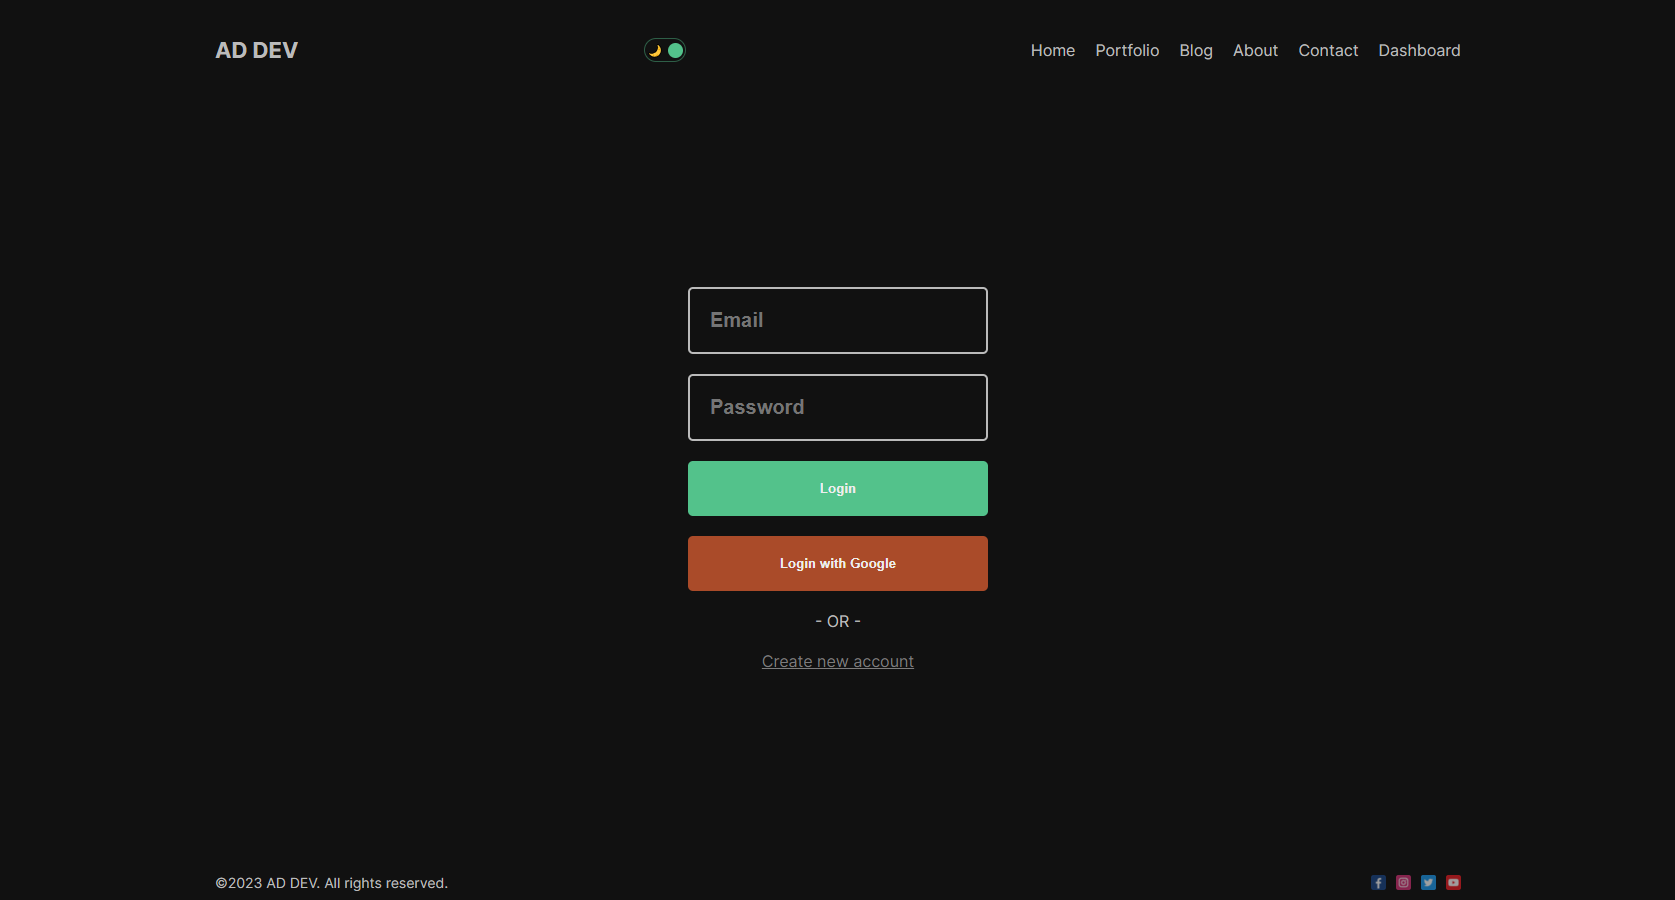 AD DEV
Home Portfolio Blog About Contact Dashboard
Email
Password
Login
Login with Google
- OR -
Create new account
©2023 AD DEV. All rights reserved.